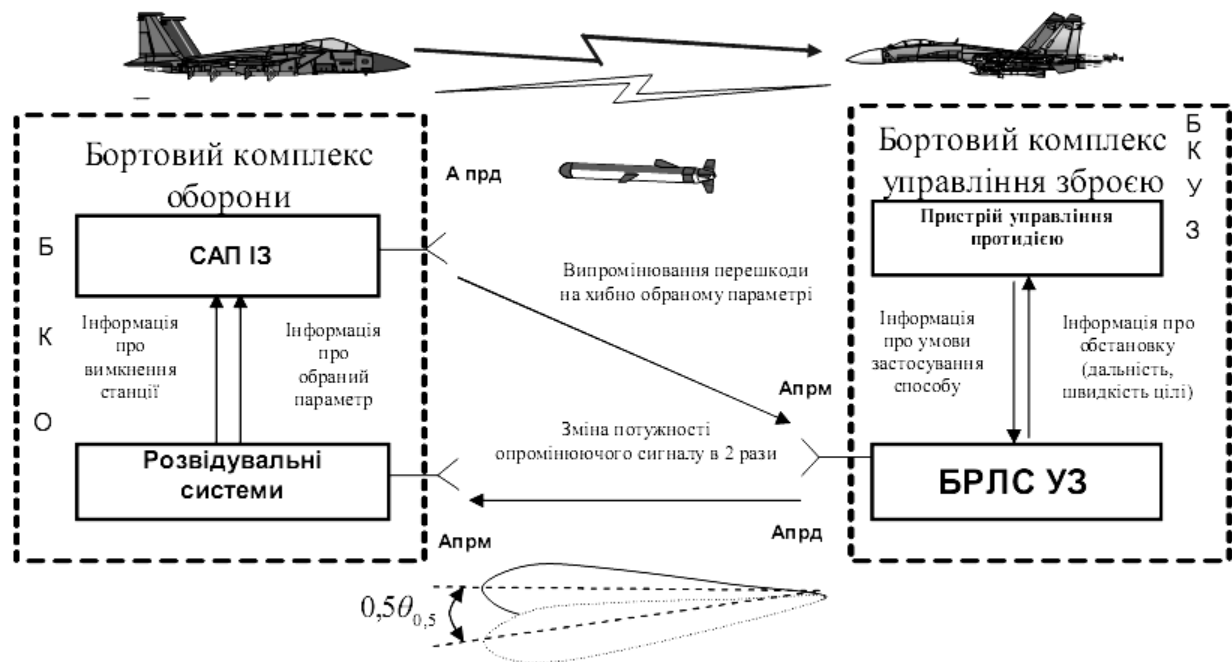 Бортовий комплекс
оборони
Б
К
О
САП ІЗ
Інформація
про
вимкнення
станції
Інформація
про
обраний
параметр
Розвідувальні
системи
А прд
Випромінювання перешкоди
на хибно обраному параметрі
Апрм
Зміна потужності
опромінюючого сигналу в 2 рази
Апрм
Апрд
0,5θ0,5
Бортовий комплекс
управління зброєю
Б
К
У
З
Пристрій управління
протидією
Інформація
про умови
застосування
способу
Інформація про
обстановку
(дальність,
швидкість цілі)
БРЛС УЗ